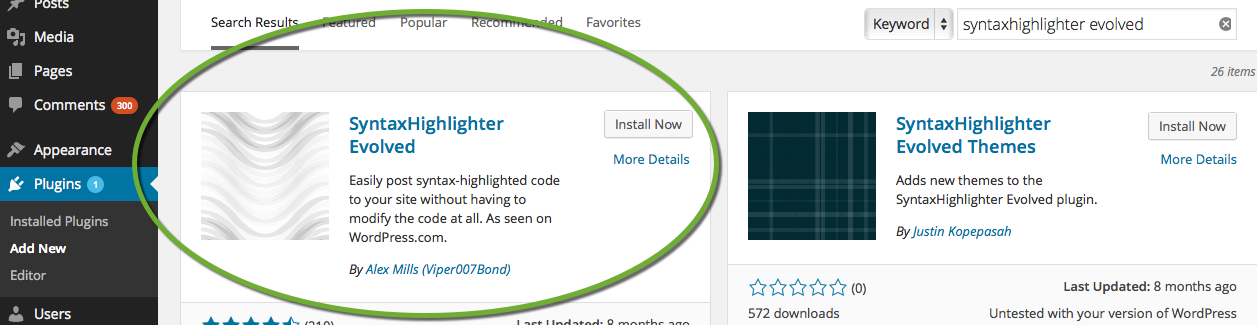 Posts
Media
Pages
Comments 300
Appearance
Plugins 1
Installed Plugins
Add New
Editor
Users
Search Results Featured Popular Recommended Favorites
Keyword syntaxhighlighter evolved
26 items
SyntaxHighlighter
Evolved
Install Now
More Details
Easily post syntax-highlighted code
to your site without having to
modify the code at all. As seen on
WordPress.com.
By Alex Mills (Viper007Bond)
Last Updated: 8 months ago
SyntaxHighlighter
Evolved Themes
Install Now
More Details
Adds new themes to the
SyntaxHighlighter Evolved plugin.
By Justin Kopepasah
(0)
Last Updated: 8 months ago
572 downloads
Untested with your version of WordPress